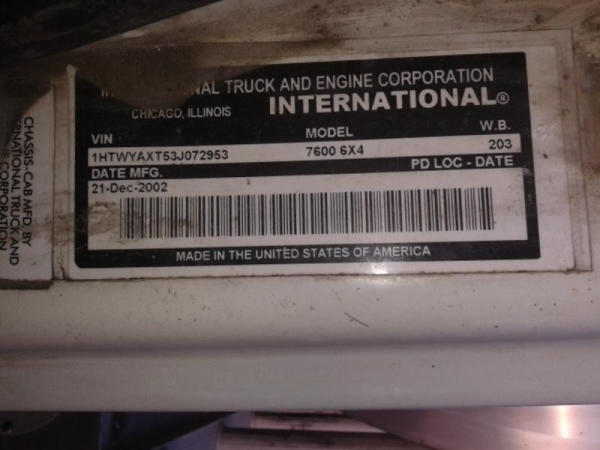 NAL TRUCK AND ENGINE CORPORATION
CHICAGO, ILLINOIS INTERNATIONAL®
VIN MODEL W.B.
1HTWYAXT53J072953 7600 6X4 203
DATE MFG. PD LOC - DATE
21-Dec-2002
MADE IN THE UNITED STATES OF AMERICA
CHASSIS-CAB MFD. BY
RNATIONAL TRUCK AND
E CORPORATION